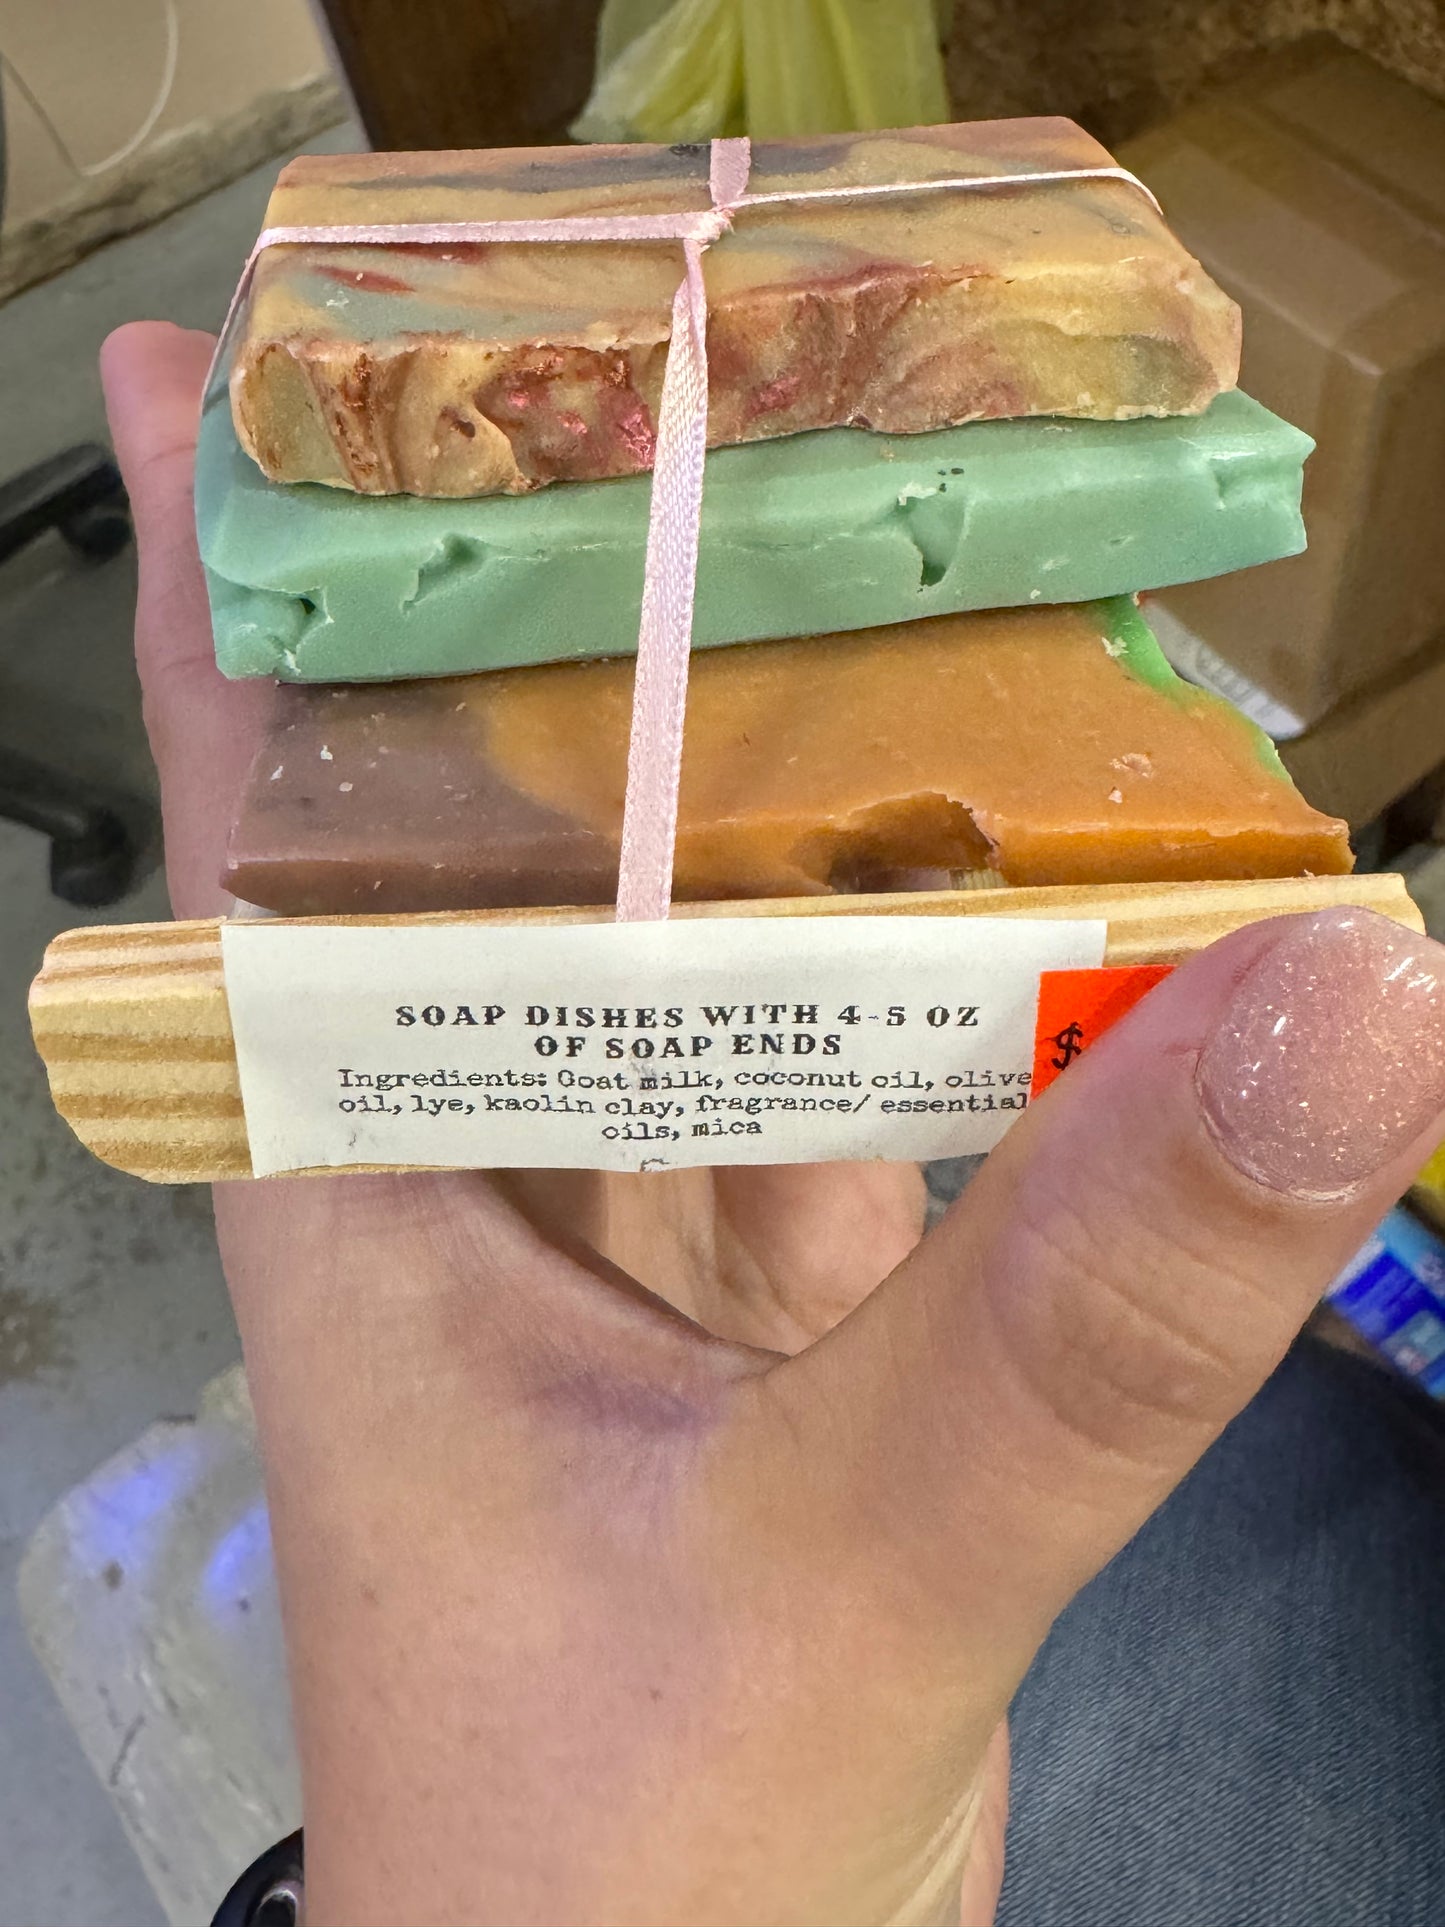 SOAP DISHES WITH 4-5 OZ
OF SOAP ENDS
Ingredients: Goat milk, coconut oil, olive
oil, lye, kaolin clay, fragrance/ essential
oils, mica
$